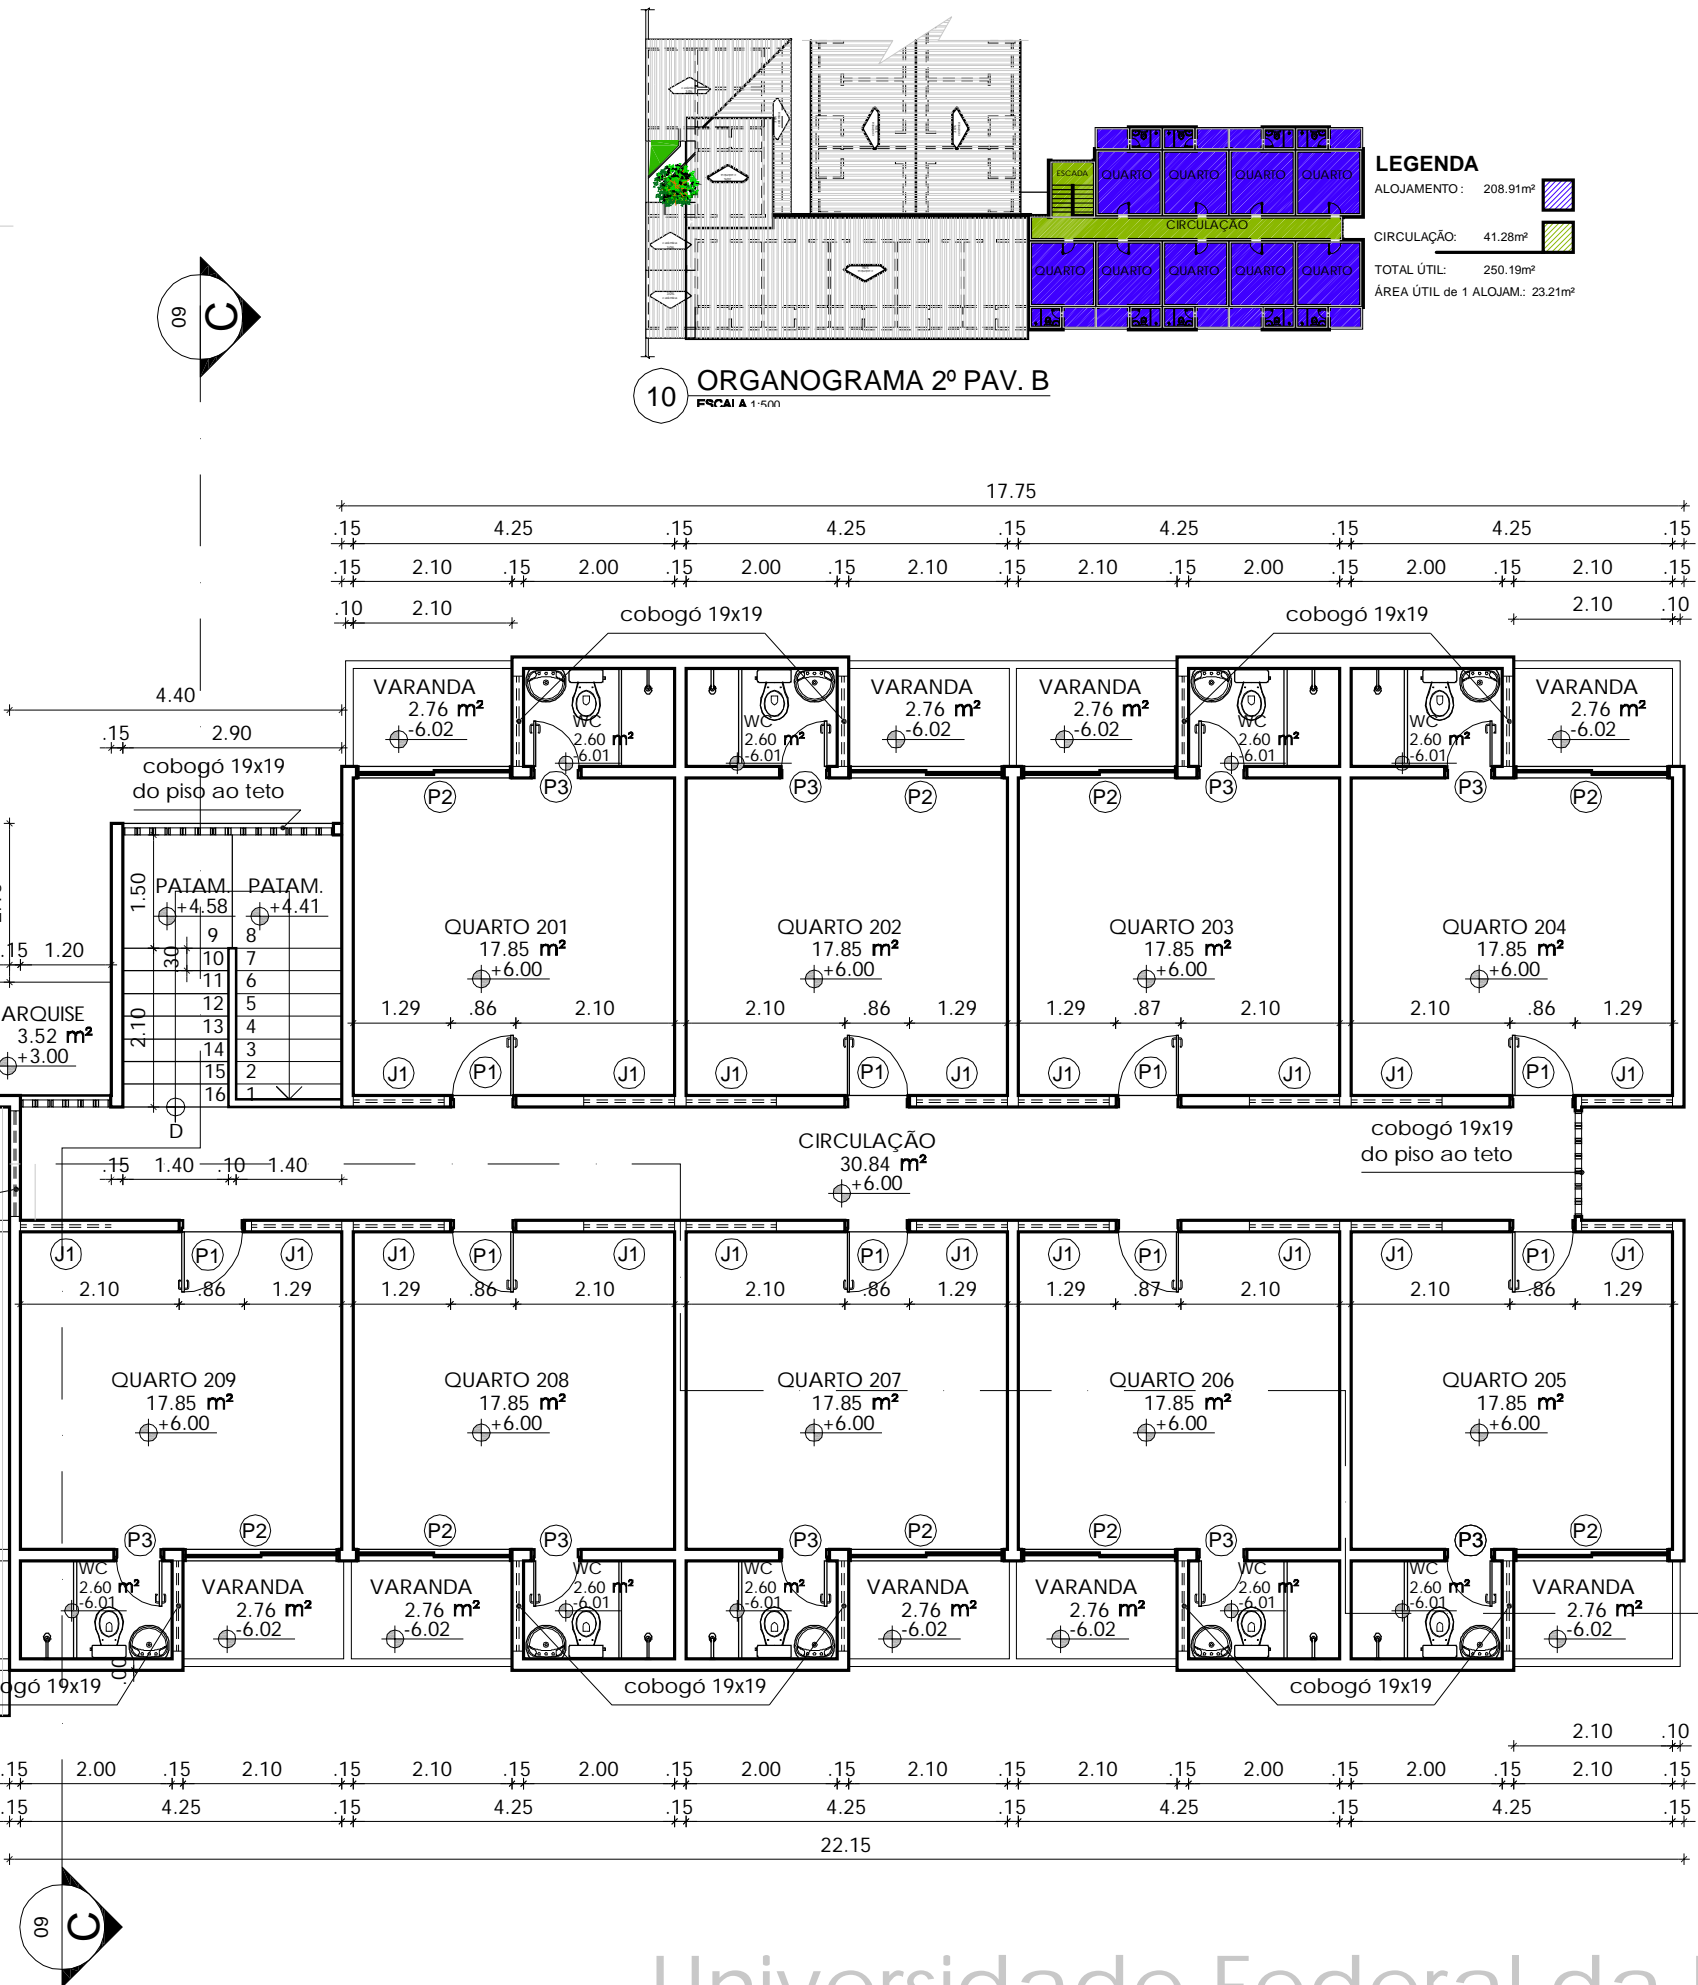 ESCADA
QUARTO QUARTO QUARTO QUARTO
CIRCULAÇÃO
QUARTO QUARTO QUARTO QUARTO QUARTO
LEGENDA
ALOJAMENTO : 208.91m²
CIRCULAÇÃO: 41.28m²
TOTAL ÚTIL: 250.19m²
ÁREA ÚTIL de 1 ALOJAM.: 23.21m²
10 ORGANOGRAMA 2º PAV. B
ESCALA 1:500
09 C
17.75
.15 4.25 .15 4.25 .15 4.25 .15 4.25 .15
.15 2.10 .15 2.00 .15 2.00 .15 2.10 .15 2.10 .15 2.00 .15 2.00 .15 2.10 .15
.10 2.10 2.10 .10
cobogó 19x19 cobogó 19x19
4.40
.15 2.90
cobogó 19x19
do piso ao teto
VARANDA VARANDA VARANDA VARANDA
2.76 m² 2.76 m² 2.76 m² 2.76 m²
-6.02 -6.02 -6.02 -6.02
WC WC WC WC
2.60 m² 2.60 m² 2.60 m² 2.60 m²
-6.01 -6.01 -6.01 -6.01
P2 P3 P3 P2 P2 P3 P3 P2
1.50
PATAM. PATAM.
+4.58 +4.41
9 8
10 7
11 6
12 5
13 4
14 3
15 2
16 1
30
2.10
D
.15 1.20
ARQUISE
3.52 m²
+3.00
QUARTO 201 QUARTO 202 QUARTO 203 QUARTO 204
17.85 m² 17.85 m² 17.85 m² 17.85 m²
+6.00 +6.00 +6.00 +6.00
1.29 .86 2.10 2.10 .86 1.29 1.29 .87 2.10 2.10 .86 1.29
J1 P1 J1 J1 P1 J1 J1 P1 J1 J1 P1 J1
CIRCULAÇÃO
30.84 m²
+6.00
cobogó 19x19
do piso ao teto
.15 1.40 .10 1.40
J1 P1 J1 J1 P1 J1 J1 P1 J1 J1 P1 J1 J1 P1 J1
2.10 .86 1.29 1.29 .86 2.10 2.10 .86 1.29 1.29 .87 2.10 2.10 .86 1.29
QUARTO 209 QUARTO 208 QUARTO 207 QUARTO 206 QUARTO 205
17.85 m² 17.85 m² 17.85 m² 17.85 m² 17.85 m²
+6.00 +6.00 +6.00 +6.00 +6.00
P3 P2 P2 P3 P3 P2 P2 P3 P3 P2
WC WC WC WC WC
2.60 m² 2.60 m² 2.60 m² 2.60 m² 2.60 m²
-6.01 -6.01 -6.01 -6.01 -6.01
VARANDA VARANDA VARANDA VARANDA VARANDA
2.76 m² 2.76 m² 2.76 m² 2.76 m² 2.76 m²
-6.02 -6.02 -6.02 -6.02 -6.02
ogó 19x19 cobogó 19x19 cobogó 19x19
2.10 .10
.15 2.00 .15 2.10 .15 2.10 .15 2.00 .15 2.00 .15 2.10 .15 2.10 .15 2.00 .15 2.00 .15 2.10 .15
.15 4.25 .15 4.25 .15 4.25 .15 4.25 .15 4.25 .15
22.15
09 C
Universidade Federal da